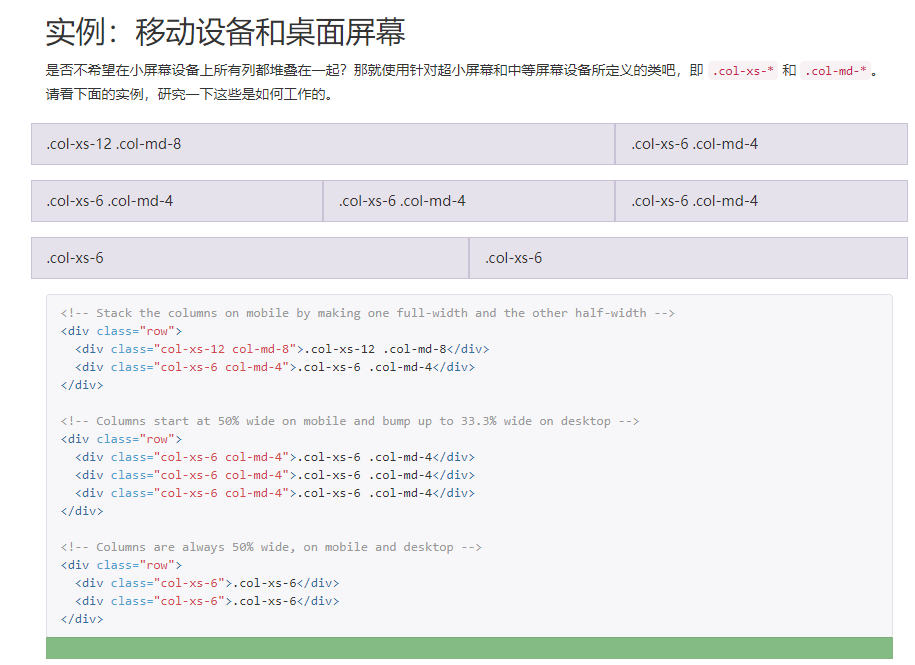 实例：移动设备和桌面屏幕
是否不希望在小屏幕设备上所有列都堆叠在一起？那就使用针对超小屏幕和中等屏幕设备所定义的类吧，即 .col-xs-* 和 .col-md-*。
请看下面的实例，研究一下这些是如何工作的。
.col-xs-12 .col-md-8 .col-xs-6 .col-md-4
.col-xs-6 .col-md-4 .col-xs-6 .col-md-4 .col-xs-6 .col-md-4
.col-xs-6 .col-xs-6
<!-- Stack the columns on mobile by making one full-width and the other half-width -->
<div class="row">
  <div class="col-xs-12 col-md-8">.col-xs-12 .col-md-8</div>
  <div class="col-xs-6 col-md-4">.col-xs-6 .col-md-4</div>
</div>
<!-- Columns start at 50% wide on mobile and bump up to 33.3% wide on desktop -->
<div class="row">
  <div class="col-xs-6 col-md-4">.col-xs-6 .col-md-4</div>
  <div class="col-xs-6 col-md-4">.col-xs-6 .col-md-4</div>
  <div class="col-xs-6 col-md-4">.col-xs-6 .col-md-4</div>
</div>
<!-- Columns are always 50% wide, on mobile and desktop -->
<div class="row">
  <div class="col-xs-6">.col-xs-6</div>
  <div class="col-xs-6">.col-xs-6</div>
</div>